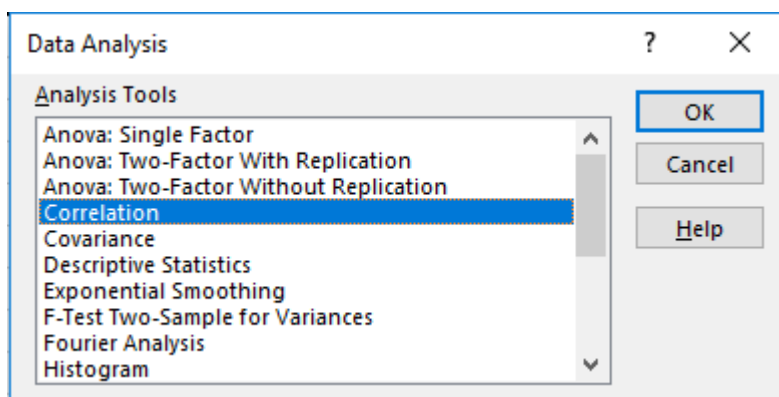 Data Analysis
?
Analysis Tools
Anova: Single Factor
Anova: Two-Factor With Replication
Anova: Two-Factor Without Replication
Correlation
Covariance
Descriptive Statistics
Exponential Smoothing
F-Test Two-Sample for Variances
Fourier Analysis
Histogram
OK
Cancel
Help